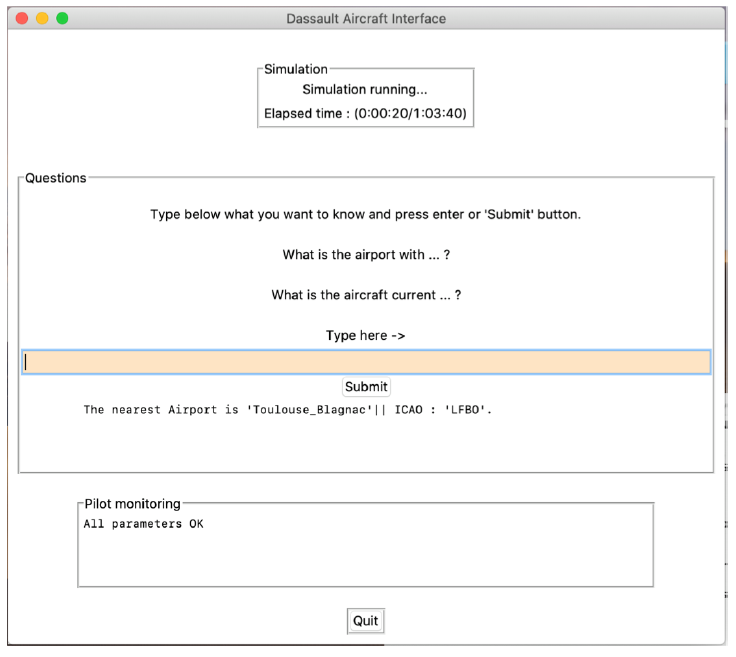 Dassault Aircraft Interface
Simulation
Simulation running...
Elapsed time : (0:00:20/1:03:40)
Questions
Type below what you want to know and press enter or 'Submit' button.
What is the airport with ... ?
What is the aircraft current ... ?
Type here ->
Submit
The nearest Airport is 'Toulouse_Blagnac'|| ICAO : 'LFBO'.
Pilot monitoring
All parameters OK
Quit